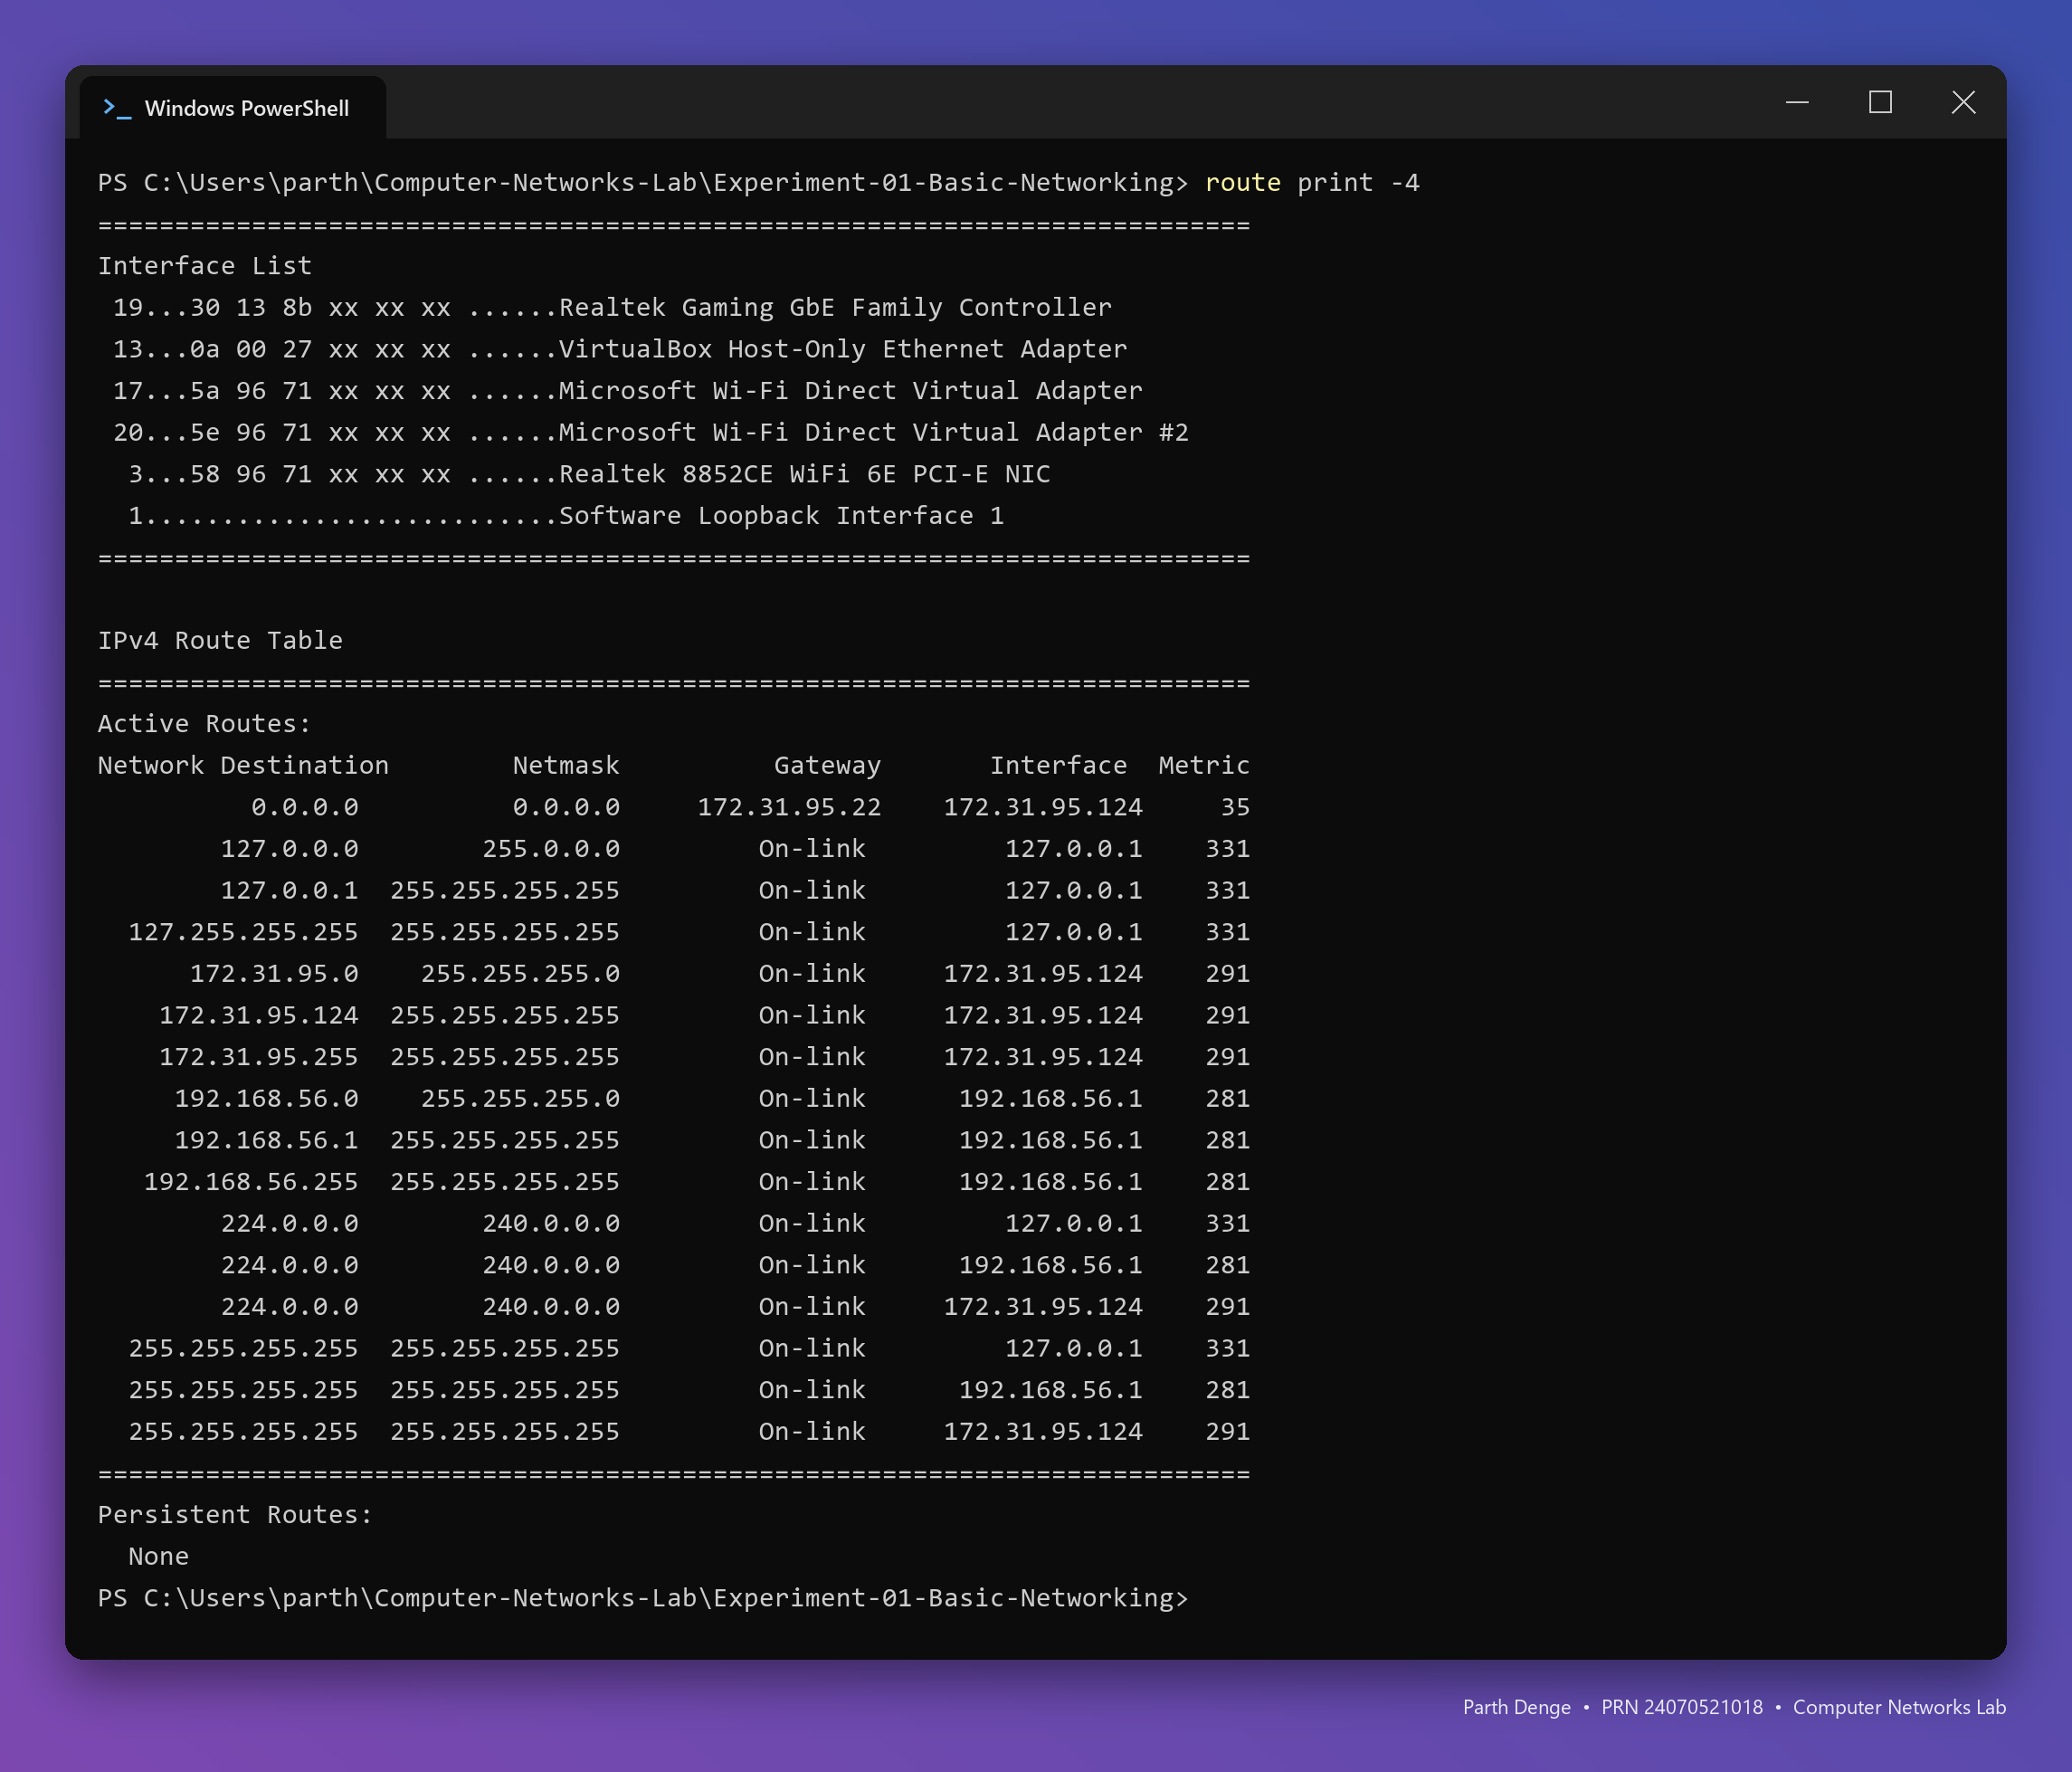 >_ Windows PowerShell
PS C:\Users\parth\Computer-Networks-Lab\Experiment-01-Basic-Networking> route print -4
===========================================================================
Interface List
 19...30 13 8b xx xx xx ......Realtek Gaming GbE Family Controller
 13...0a 00 27 xx xx xx ......VirtualBox Host-Only Ethernet Adapter
 17...5a 96 71 xx xx xx ......Microsoft Wi-Fi Direct Virtual Adapter
 20...5e 96 71 xx xx xx ......Microsoft Wi-Fi Direct Virtual Adapter #2
  3...58 96 71 xx xx xx ......Realtek 8852CE WiFi 6E PCI-E NIC
  1...........................Software Loopback Interface 1
===========================================================================

IPv4 Route Table
===========================================================================
Active Routes:
Network Destination        Netmask          Gateway       Interface  Metric
          0.0.0.0          0.0.0.0     172.31.95.22    172.31.95.124     35
        127.0.0.0        255.0.0.0         On-link         127.0.0.1    331
        127.0.0.1  255.255.255.255         On-link         127.0.0.1    331
  127.255.255.255  255.255.255.255         On-link         127.0.0.1    331
      172.31.95.0    255.255.255.0         On-link     172.31.95.124    291
    172.31.95.124  255.255.255.255         On-link     172.31.95.124    291
    172.31.95.255  255.255.255.255         On-link     172.31.95.124    291
     192.168.56.0    255.255.255.0         On-link      192.168.56.1    281
     192.168.56.1  255.255.255.255         On-link      192.168.56.1    281
   192.168.56.255  255.255.255.255         On-link      192.168.56.1    281
        224.0.0.0        240.0.0.0         On-link         127.0.0.1    331
        224.0.0.0        240.0.0.0         On-link      192.168.56.1    281
        224.0.0.0        240.0.0.0         On-link     172.31.95.124    291
  255.255.255.255  255.255.255.255         On-link         127.0.0.1    331
  255.255.255.255  255.255.255.255         On-link      192.168.56.1    281
  255.255.255.255  255.255.255.255         On-link     172.31.95.124    291
===========================================================================
Persistent Routes:
  None
PS C:\Users\parth\Computer-Networks-Lab\Experiment-01-Basic-Networking>
Parth Denge • PRN 24070521018 • Computer Networks Lab